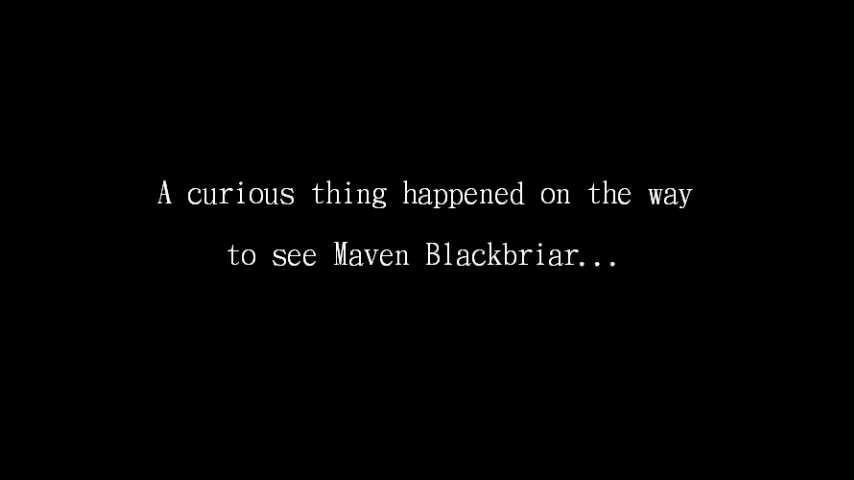 A curious thing happened on the way
to see Maven Blackbriar...